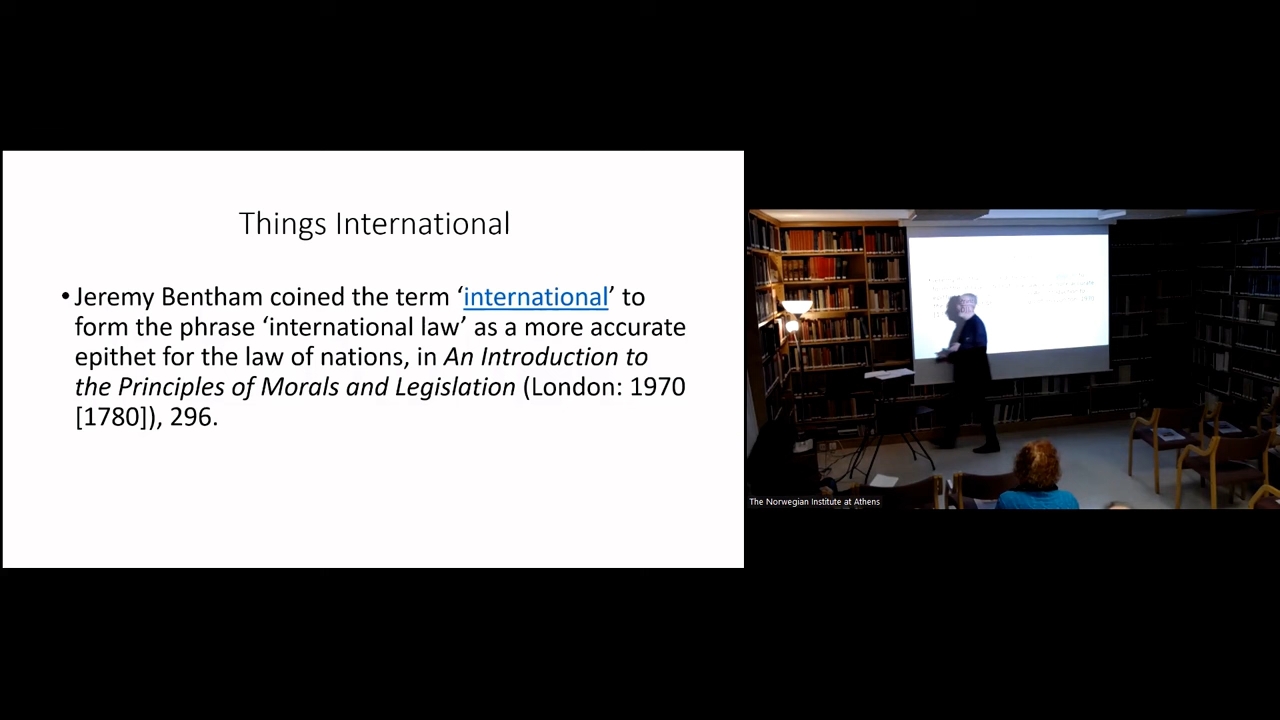 Things International
• Jeremy Bentham coined the term ‘international’ to
form the phrase ‘international law’ as a more accurate
epithet for the law of nations, in An Introduction to
the Principles of Morals and Legislation (London: 1970
[1780]), 296.
The Norwegian Institute at Athens